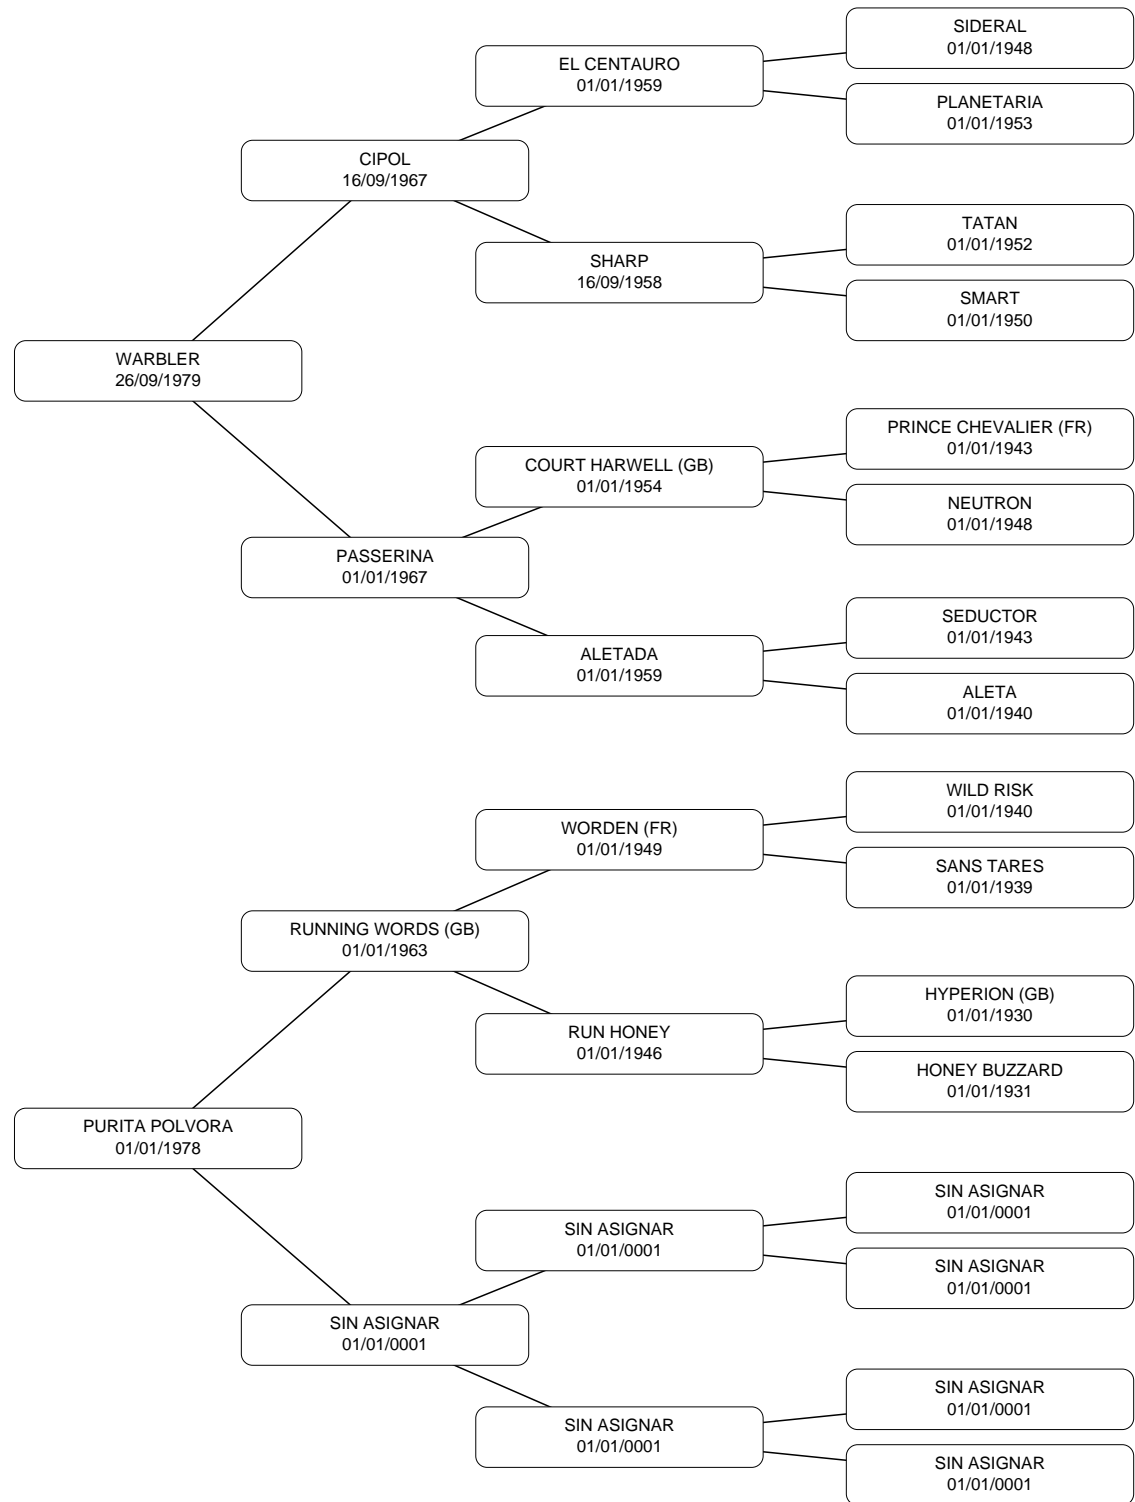 SIDERAL
01/01/1948
EL CENTAURO
01/01/1959
PLANETARIA
01/01/1953
CIPOL
16/09/1967
TATAN
01/01/1952
SHARP
16/09/1958
SMART
01/01/1950
WARBLER
26/09/1979
PRINCE CHEVALIER (FR)
01/01/1943
COURT HARWELL (GB)
01/01/1954
NEUTRON
01/01/1948
PASSERINA
01/01/1967
SEDUCTOR
01/01/1943
ALETADA
01/01/1959
ALETA
01/01/1940
WILD RISK
01/01/1940
WORDEN (FR)
01/01/1949
SANS TARES
01/01/1939
RUNNING WORDS (GB)
01/01/1963
HYPERION (GB)
01/01/1930
RUN HONEY
01/01/1946
HONEY BUZZARD
01/01/1931
PURITA POLVORA
01/01/1978
SIN ASIGNAR
01/01/0001
SIN ASIGNAR
01/01/0001
SIN ASIGNAR
01/01/0001
SIN ASIGNAR
01/01/0001
SIN ASIGNAR
01/01/0001
SIN ASIGNAR
01/01/0001
SIN ASIGNAR
01/01/0001